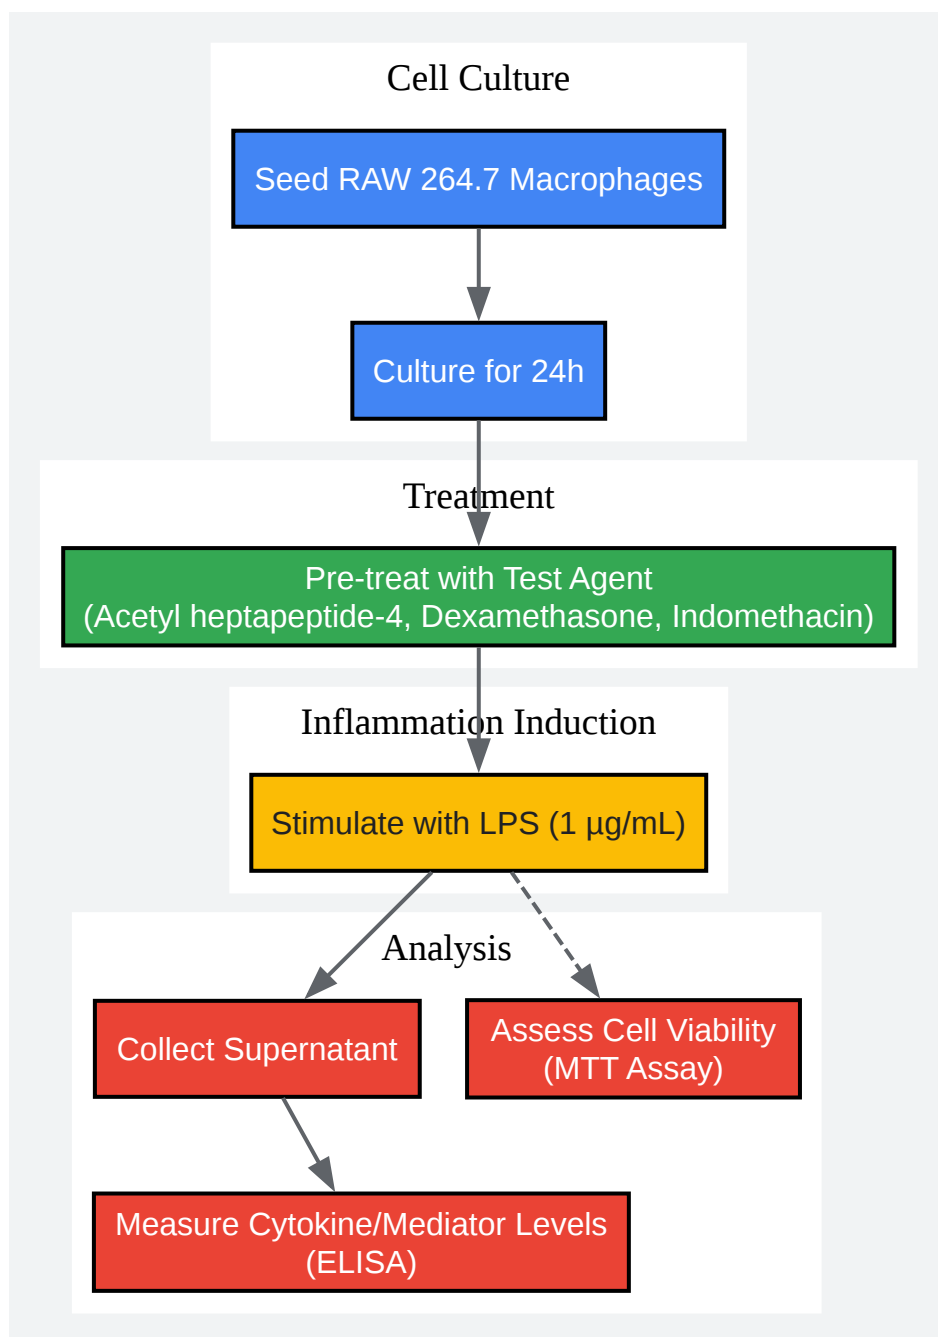 Cell Culture
Seed RAW 264.7 Macrophages
Culture for 24h
Treatment
Pre-treat with Test Agent
(Acetyl heptapeptide-4, Dexamethasone, Indomethacin)
Inflammation Induction
Stimulate with LPS (1 µg/mL)
Analysis
Collect Supernatant
Assess Cell Viability
(MTT Assay)
Measure Cytokine/Mediator Levels
(ELISA)